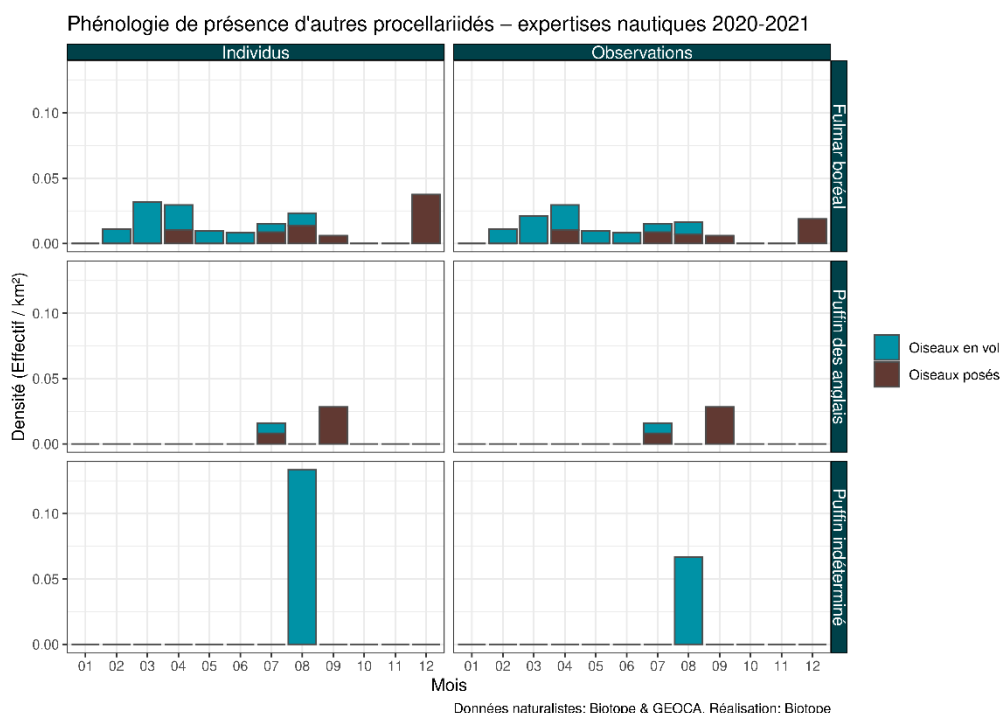 Phénologie de présence d'autres procellariidés – expertises nautiques 2020-2021
Individus
Observations
Densité (Effectif / km²)
0.10
0.05
0.00
Fulmar boréal
0.10
0.05
0.00
Puffin des anglais
0.10
0.05
0.00
Puffin indéterminé
01 02 03 04 05 06 07 08 09 10 11 12
01 02 03 04 05 06 07 08 09 10 11 12
Mois
Oiseaux en vol
Oiseaux posés
Données naturalistes: Biotope & GEOCA. Réalisation: Biotope